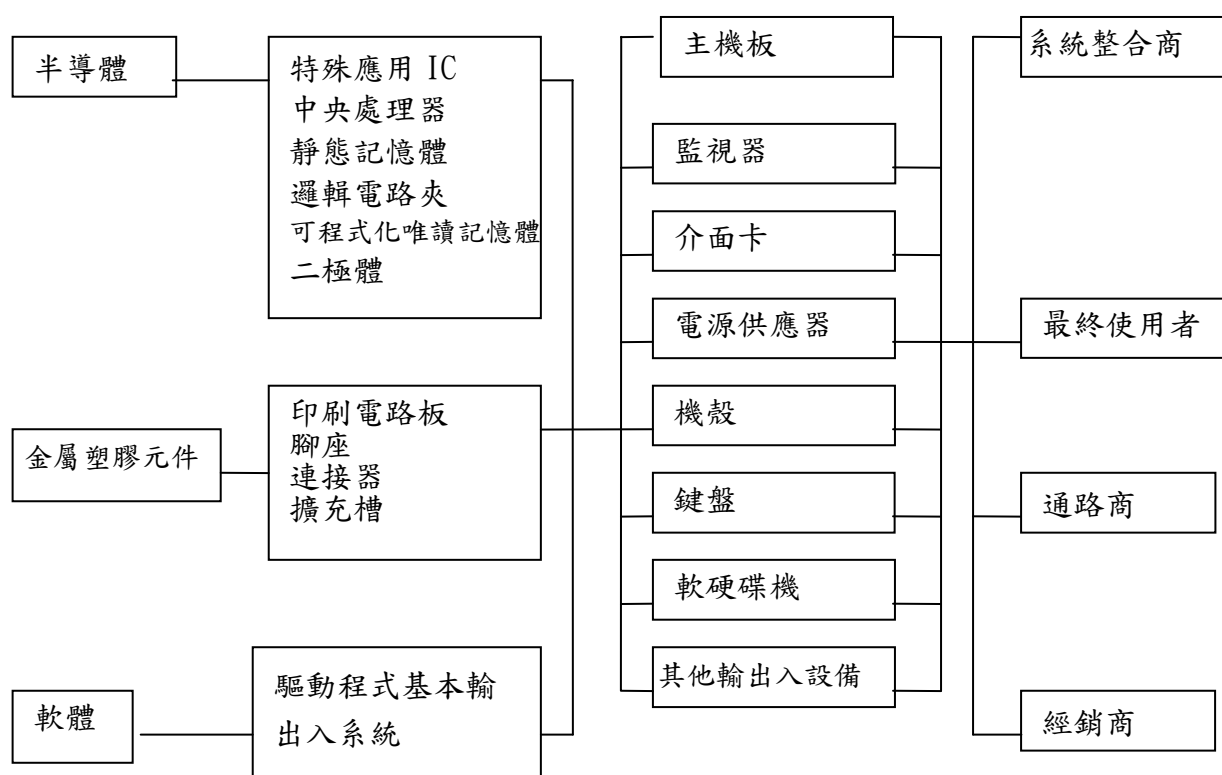 半導體
特殊應用 IC
中央處理器
靜態記憶體
邏輯電路夾
可程式化唯讀記憶體
二極體
金屬塑膠元件
印刷電路板
腳座
連接器
擴充槽
軟體
驅動程式基本輸
出入系統
主機板
監視器
介面卡
電源供應器
機殼
鍵盤
軟硬碟機
其他輸出入設備
系統整合商
最終使用者
通路商
經銷商